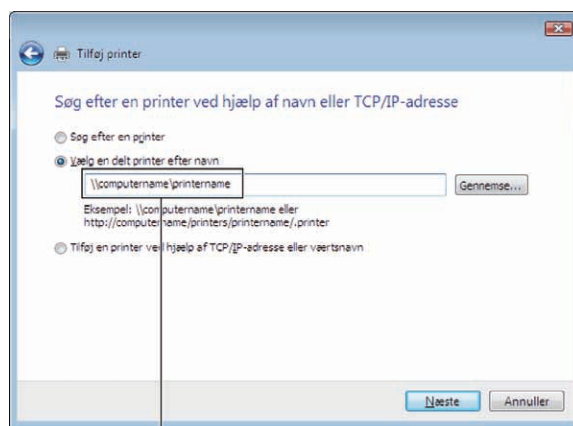 Tilføj printer
Søg efter en printer ved hjælp af navn eller TCP/IP-adresse
Søg efter en printer
Vælg en delt printer efter navn
\\computername\printername
Gennemse...
Eksempel: \\computername\printername eller
http://computername/printers/printername/.printer
Tilføj en printer ved hjælp af TCP/IP-adresse eller værtsnavn
Næste
Annuller